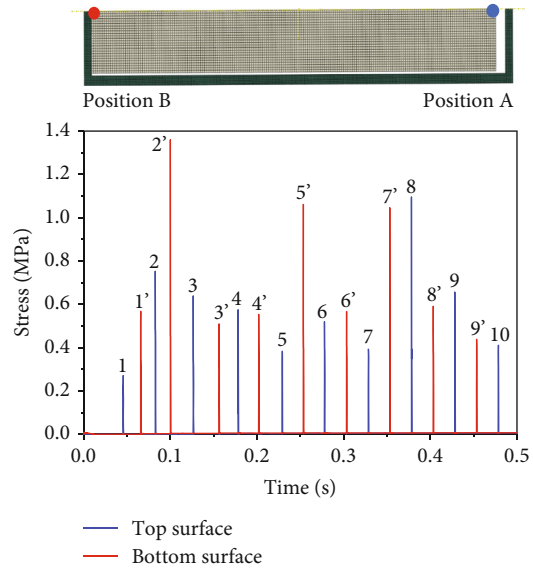 Position B Position A
1.4
1.2
1.0
0.8
0.6
0.4
0.2
0.0
Stress (MPa)
1 1' 2 2' 3 3' 4 4' 5 5' 6 6' 7 7' 8 8' 9 9' 10
0.0 0.1 0.2 0.3 0.4 0.5
Time (s)
Top surface
Bottom surface